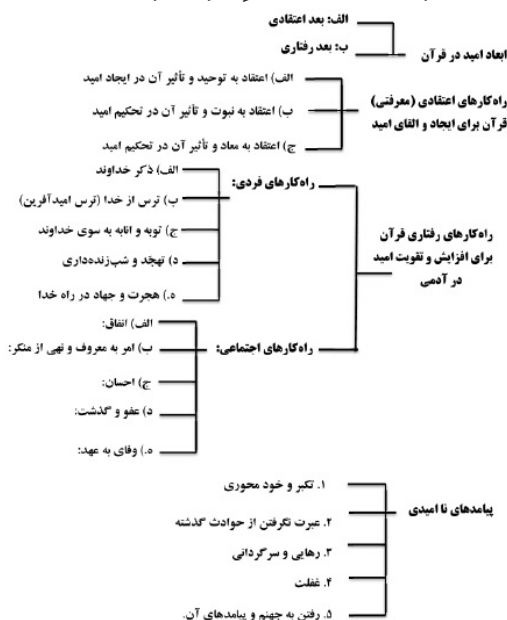 ابعاد امید در قرآن
الف: بعد اعتقادی
ب: بعد رفتاری
راه‌کارهای اعتقادی (معرفتی)
قرآن برای ایجاد و القای امید
الف) اعتقاد به توحید و تأثیر آن در ایجاد امید
ب) اعتقاد به نبوت و تأثیر آن در تحکیم امید
ج) اعتقاد به معاد و تأثیر آن در تحکیم امید
راه‌کارهای رفتاری قرآن
برای افزایش و تقویت امید
در آدمی
راه‌کارهای فردی:
الف) ذکر خداوند
ب) ترس از خدا (ترس امیدآفرین)
ج) توبه و انابه به سوی خداوند
د) تهجّد و شب‌زنده‌داری
ه.) هجرت و جهاد در راه خدا
راه‌کارهای اجتماعی:
الف) انفاق:
ب) امر به معروف و نهی از منکر:
ج) احسان:
د) عفو و گذشت:
ه.) وفای به عهد:
پیامدهای نا امیدی
۱. تکبر و خود محوری
۲. عبرت نگرفتن از حوادث گذشته
۳. رهایی و سرگردانی
۴. غفلت
۵. رفتن به جهنم و پیامدهای آن.